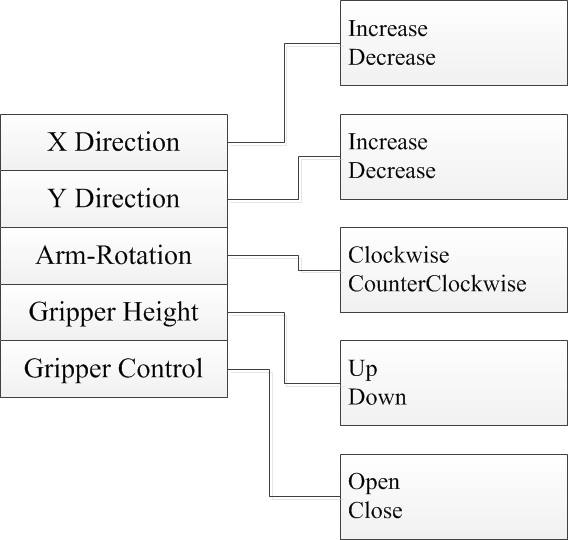 Increase
Decrease
X Direction
Increase
Decrease
Y Direction
Arm-Rotation
Clockwise
CounterClockwise
Gripper Height
Up
Down
Gripper Control
Open
Close